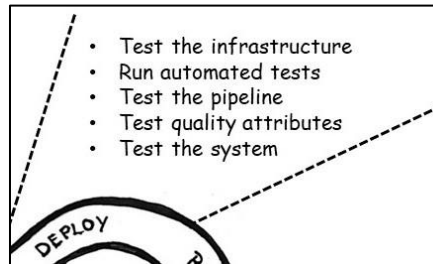 • Test the infrastructure
• Run automated tests
• Test the pipeline
• Test quality attributes
• Test the system
DEPLOY